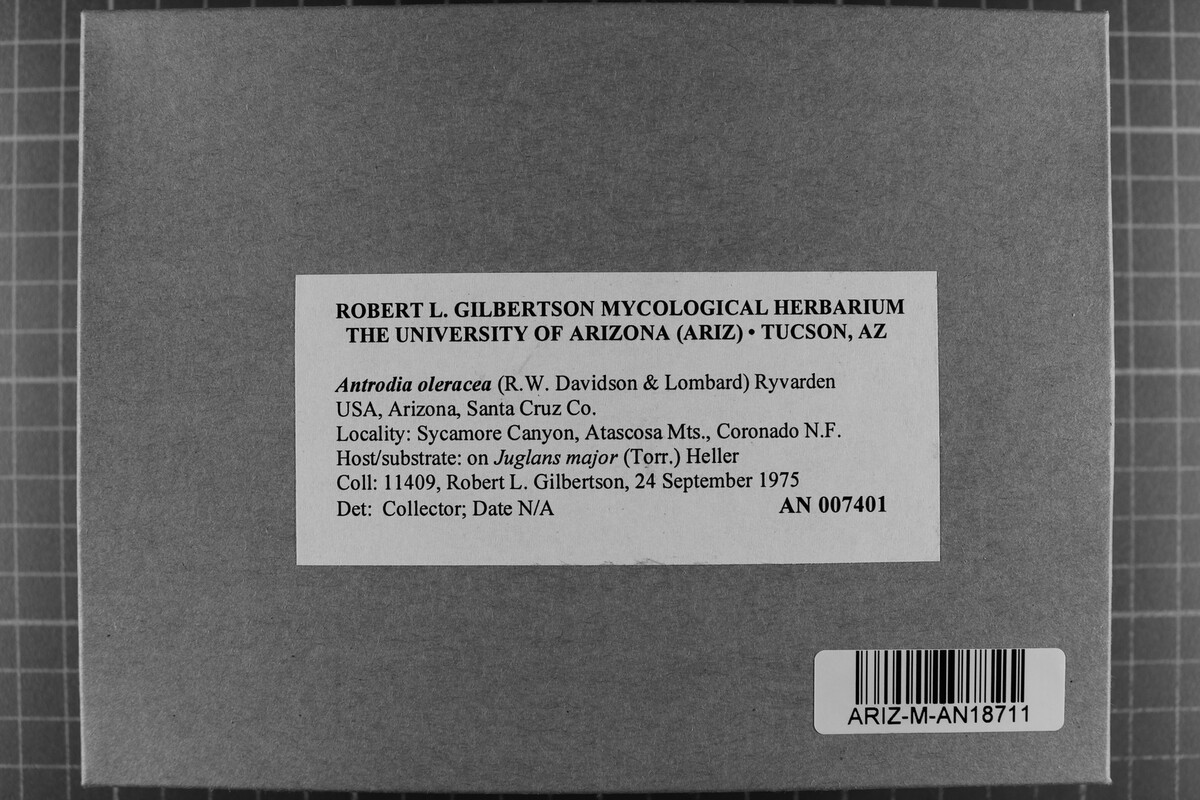 ROBERT L. GILBERTSON MYCOLOGICAL HERBARIUM
THE UNIVERSITY OF ARIZONA (ARIZ) • TUCSON, AZ
Antrodia oleracea (R.W. Davidson & Lombard) Ryvarden
USA, Arizona, Santa Cruz Co.
Locality: Sycamore Canyon, Atascosa Mts., Coronado N.F.
Host/substrate: on Juglans major (Torr.) Heller
Coll: 11409, Robert L. Gilbertson, 24 September 1975
Det: Collector; Date N/A AN 007401
ARIZ-M-AN18711